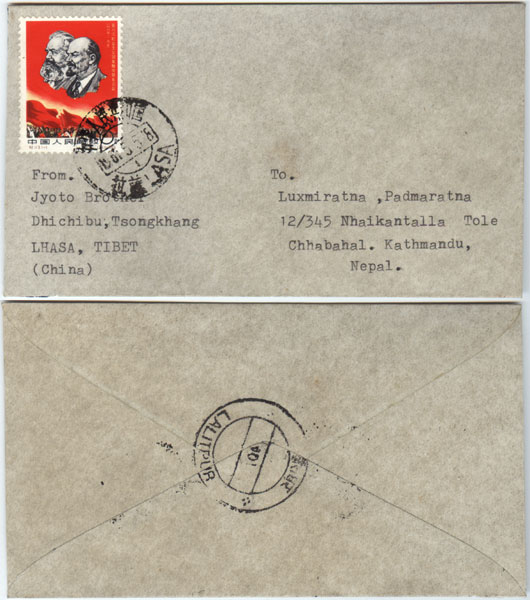 中国人民邮政
LASA
From.
Jyoto Brother
Dhichibu,Tsongkhang
LHASA, TIBET
(China)
To.
Luxmiratna ,Padmaratna
12/345 Nhaikantalla Tole
Chhabahal. Kathmandu,
Nepal.
LALITPUR